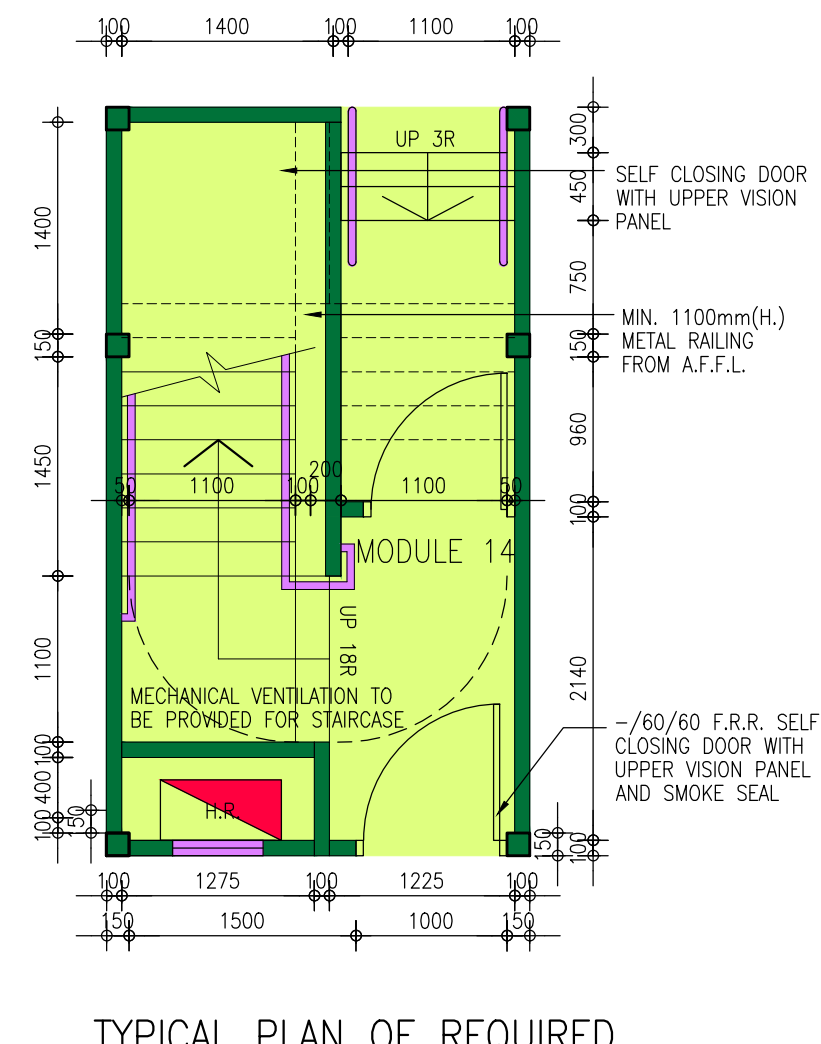 100 1400 100 1100 100
300
UP 3R
450
SELF CLOSING DOOR
WITH UPPER VISION
PANEL
1400
750
MIN. 1100mm(H.)
METAL RAILING
FROM A.F.F.L.
150
150
960
1450
200
50 1100 100 1100 50
100
MODULE 14
UP 18R
1100
2140
MECHANICAL VENTILATION TO
BE PROVIDED FOR STAIRCASE
-/60/60 F.R.R. SELF
CLOSING DOOR WITH
UPPER VISION PANEL
AND SMOKE SEAL
100
400
H.R.
100
150
150
100
100 1275 100 1225 100
150 1500 1000 150
TYPICAL PLAN OF REQUIRED